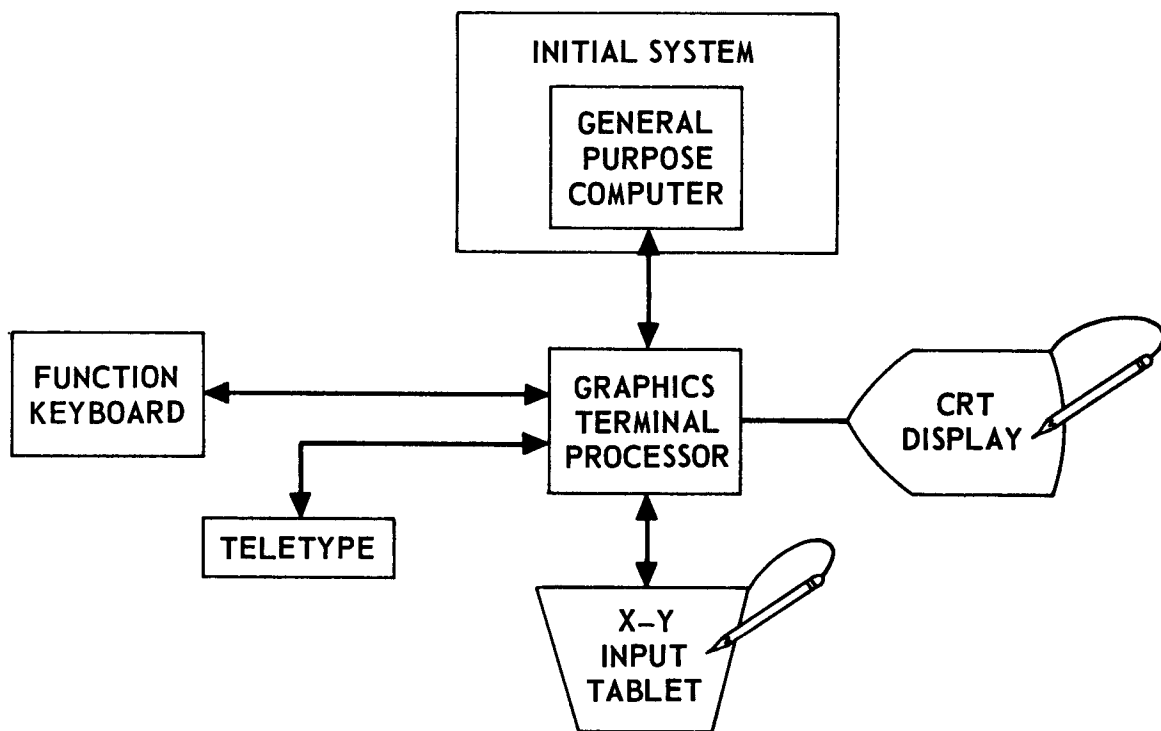 INITIAL SYSTEM
GENERAL
PURPOSE
COMPUTER
FUNCTION
KEYBOARD
GRAPHICS
TERMINAL
PROCESSOR
CRT
DISPLAY
TELETYPE
X-Y
INPUT
TABLET